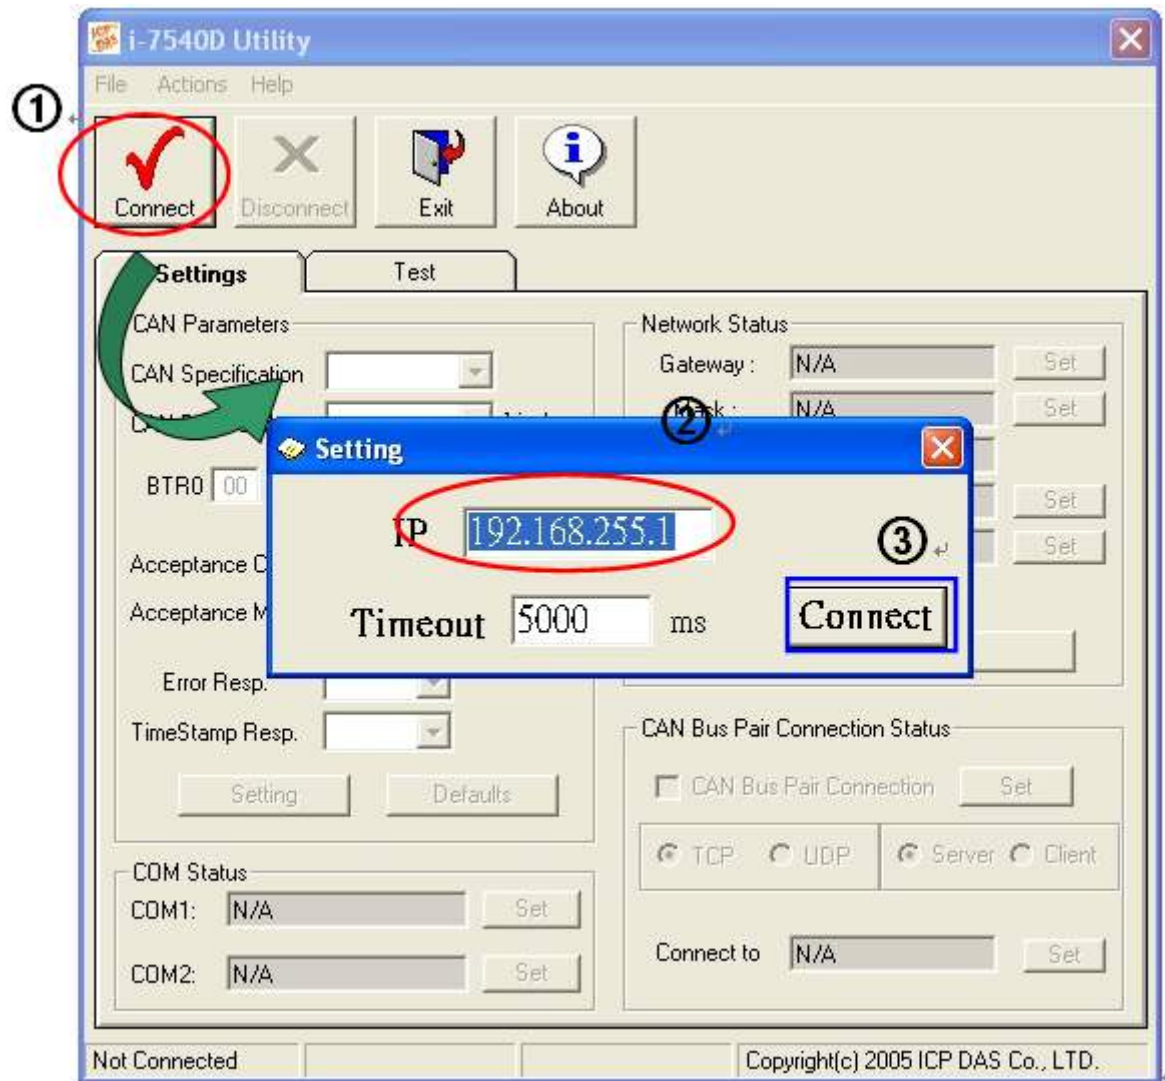 ICP DAS i-7540D Utility
File Actions Help
①
Connect Disconnect Exit About
Settings Test
CAN Parameters
CAN Specification
BTR0 00
Acceptance C
Acceptance M
Error Resp.
TimeStamp Resp.
Setting Defaults
COM Status
COM1: N/A Set
COM2: N/A Set
Network Status
Gateway : N/A Set
Mask : N/A Set
Set
Set
②
Setting
IP 192.168.255.1
③
Timeout 5000 ms Connect
CAN Bus Pair Connection Status
CAN Bus Pair Connection Set
TCP UDP Server Client
Connect to N/A Set
Not Connected Copyright(c) 2005 ICP DAS Co., LTD.